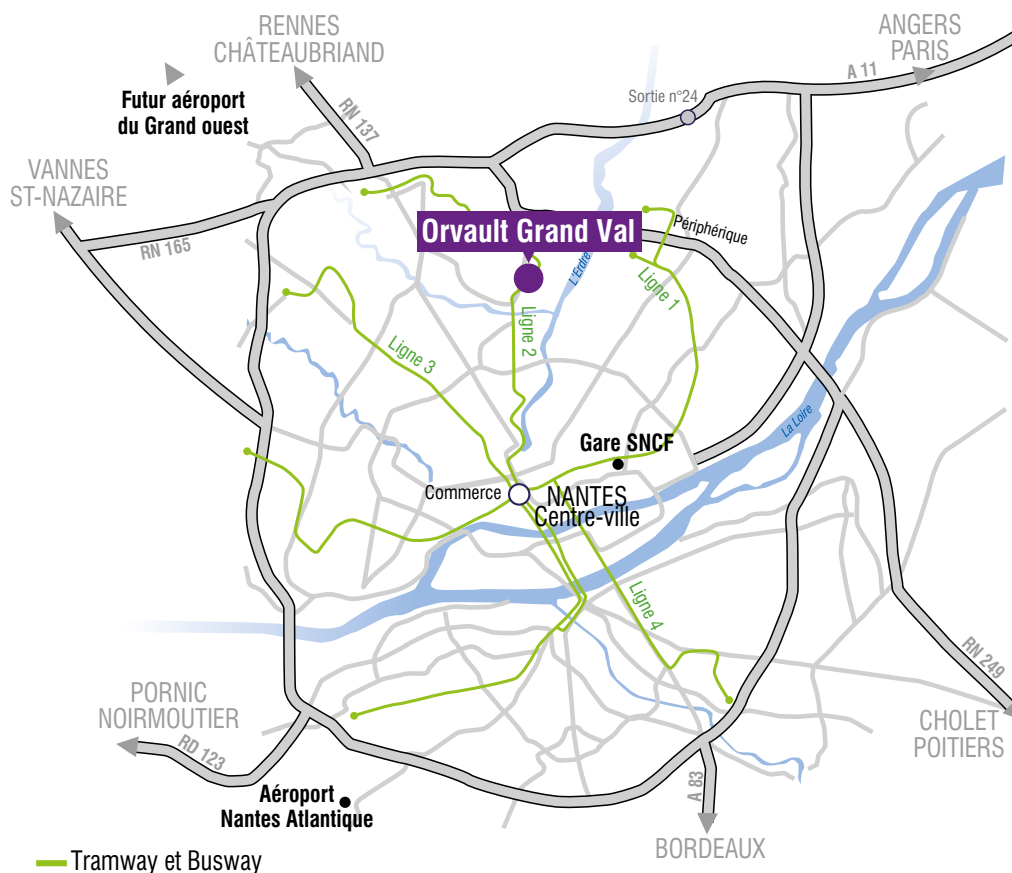 RENNES
CHÂTEAUBRIAND
ANGERS
PARIS
A 11
Futur aéroport
du Grand ouest
RN 137
Sortie n°24
VANNES
ST-NAZAIRE
RN 165
Orvault Grand Val
Périphérique
L'Erdre
Ligne 1
Ligne 2
Ligne 3
La Loire
Gare SNCF
Commerce
NANTES
Centre-ville
Ligne 4
RN 249
PORNIC
NOIRMOUTIER
RD 123
CHOLET
POITIERS
A 83
Aéroport
Nantes Atlantique
BORDEAUX
Tramway et Busway